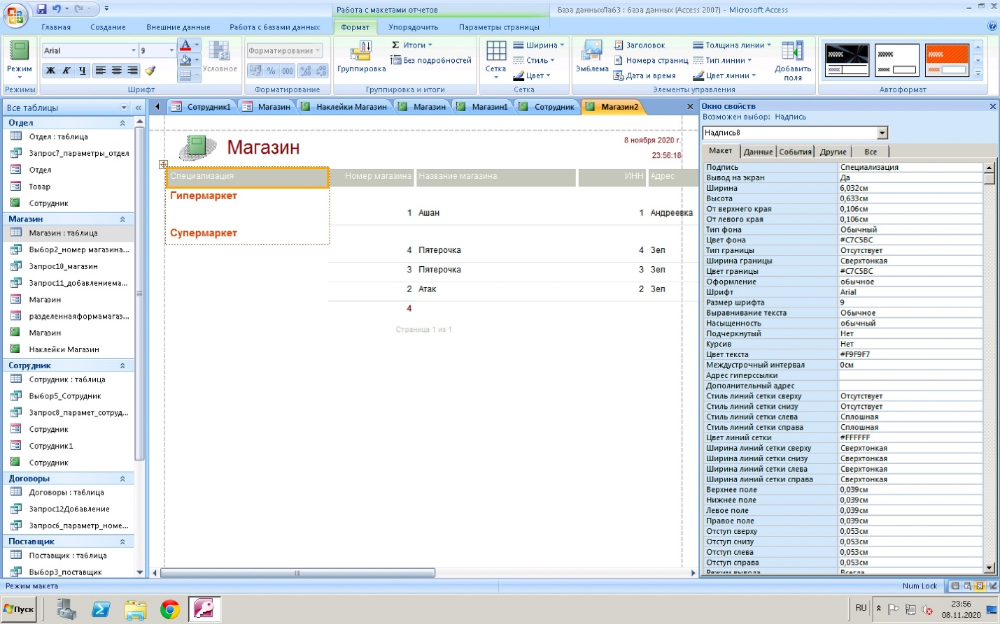 Работа с макетами отчетов
База данныхЛаб3 : база данных (Access 2007) - Microsoft Access
Главная
Создание
Внешние данные
Работа с базами данных
Формат
Упорядочить
Параметры страницы
Режим
Режимы
Arial
9
Ж К Ч
Условное
Шрифт
Форматирование
% 000
Форматирование
Группировка
Σ Итоги
Без подробностей
Группировка и итоги
Сетка
Ширина
Стиль
Цвет
Сетка
Эмблема
Заголовок
Номера страниц
Дата и время
Толщина линии
Тип линии
Цвет линии
Добавить поля
Элементы управления
Автоформат
Все таблицы
Отдел
Отдел : таблица
Запрос7_параметры_отдел
Отдел
Товар
Сотрудник
Магазин
Магазин : таблица
Выбор2_номер магазина...
Запрос10_магазин
Запрос11_добавлениема...
Магазин
разделеннаяформамагаз...
Магазин
Наклейки Магазин
Сотрудник
Сотрудник : таблица
Выбор5_Сотрудник
Запрос8_парамет_сотруд...
Сотрудник
Сотрудник1
Сотрудник
Договоры
Договоры : таблица
Запрос12Добавление
Запрос6_параметр_номе...
Поставщик
Поставщик : таблица
Выбор3_поставщик
Сотрудник1
Магазин
Наклейки Магазин
Магазин
Магазин1
Сотрудник
Магазин2
Магазин
8 ноября 2020 г.
23:56:18
Специализация Номер магазина Название магазина ИНН Адрес
Гипермаркет
1 Ашан 1 Андреевка
Супермаркет
4 Пятерочка 4 Зел
3 Пятерочка 3 Зел
2 Атак 2 Зел
4
Страница 1 из 1
Окно свойств
Возможен выбор: Надпись
Надпись8
Макет Данные События Другие Все
Подпись Специализация
Вывод на экран Да
Ширина 6,032см
Высота 0,633см
От верхнего края 0,106см
От левого края 0,106см
Тип фона Обычный
Цвет фона #C7C5BC
Тип границы Отсутствует
Ширина границы Сверхтонкая
Цвет границы #C7C5BC
Оформление обычное
Шрифт Arial
Размер шрифта 9
Выравнивание текста Обычное
Насыщенность обычный
Подчеркнутый Нет
Курсив Нет
Цвет текста #F9F9F7
Междустрочный интервал 0см
Адрес гиперссылки
Дополнительный адрес
Стиль линий сетки сверху Отсутствует
Стиль линий сетки снизу Отсутствует
Стиль линий сетки слева Сплошная
Стиль линий сетки справа Сплошная
Цвет линий сетки #FFFFFF
Ширина линий сетки сверху Сверхтонкая
Ширина линий сетки снизу Сверхтонкая
Ширина линий сетки слева Сверхтонкая
Ширина линий сетки справа Сверхтонкая
Верхнее поле 0,039см
Нижнее поле 0,039см
Левое поле 0,039см
Правое поле 0,039см
Отступ сверху 0,053см
Отступ снизу 0,053см
Отступ слева 0,053см
Отступ справа 0,053см
Режим вывода Всегда
Режим макета
Num Lock
Пуск
RU
23:56
08.11.2020